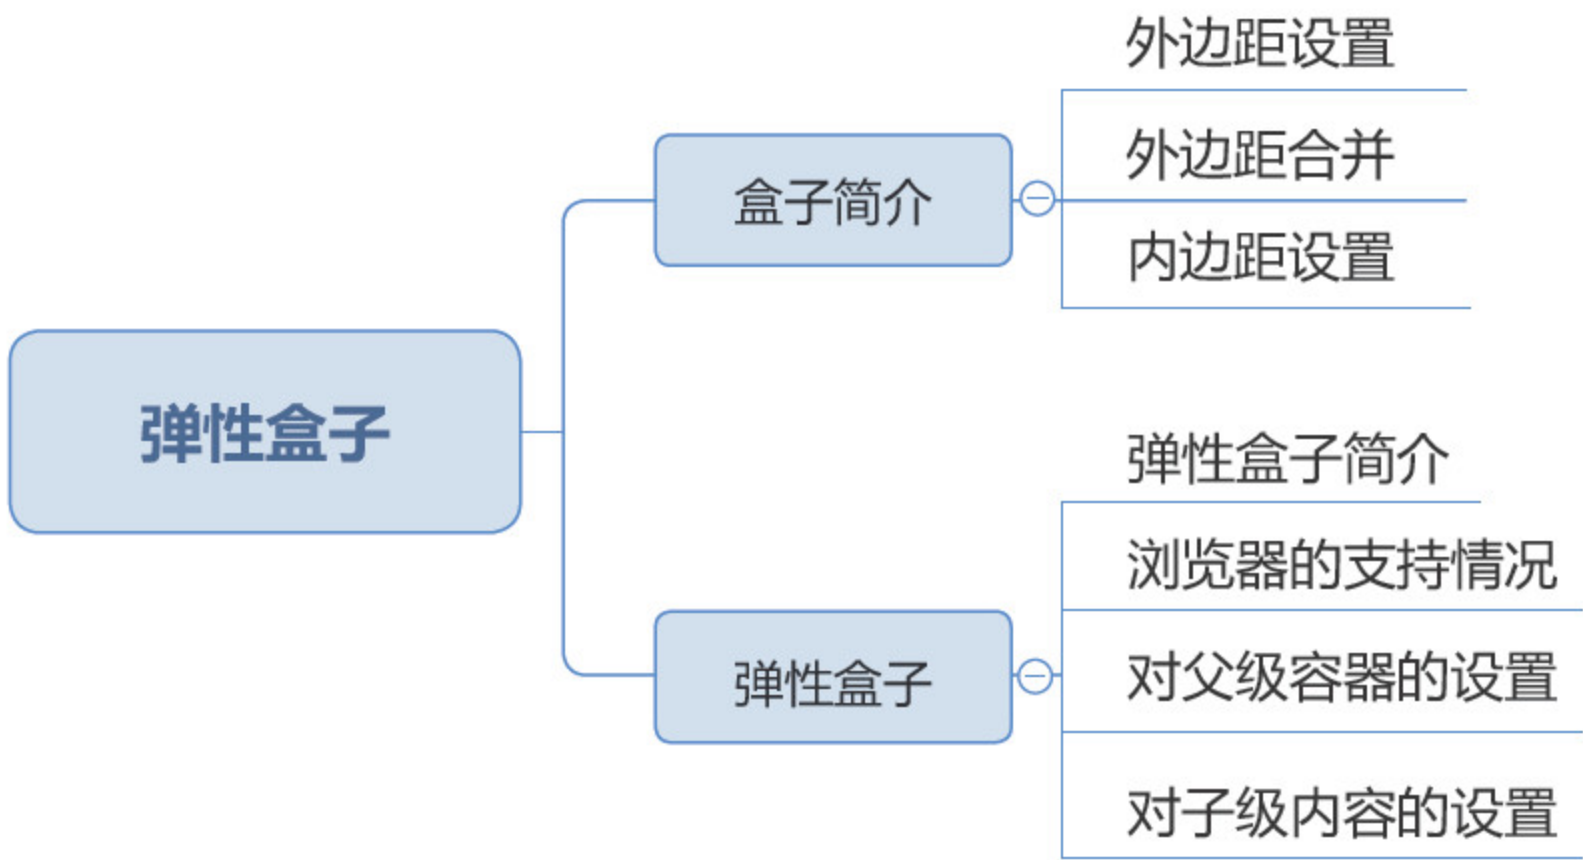 弹性盒子
盒子简介
外边距设置
外边距合并
内边距设置
弹性盒子
弹性盒子简介
浏览器的支持情况
对父级容器的设置
对子级内容的设置